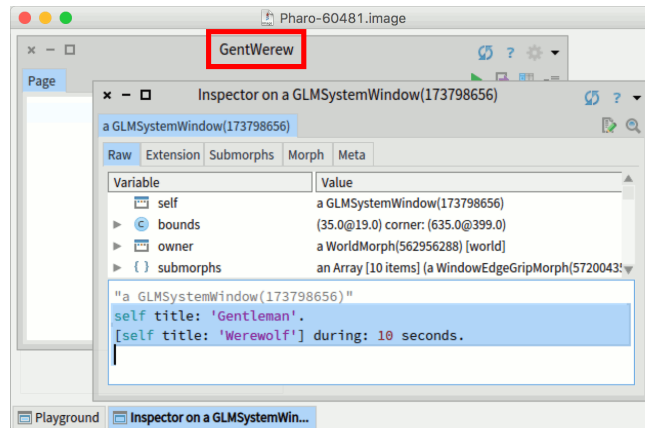 Pharo-60481.image
GentWerew
?
Page
Inspector on a GLMSystemWindow(173798656)
?
a GLMSystemWindow(173798656)
Raw Extension Submorphs Morph Meta
Variable Value
self a GLMSystemWindow(173798656)
C bounds (35.0@19.0) corner: (635.0@399.0)
owner a WorldMorph(562956288) [world]
{ } submorphs an Array [10 items] (a WindowEdgeGripMorph(5720043
"a GLMSystemWindow(173798656)"
self title: 'Gentleman'.
[self title: 'Werewolf'] during: 10 seconds.
Playground Inspector on a GLMSystemWin...